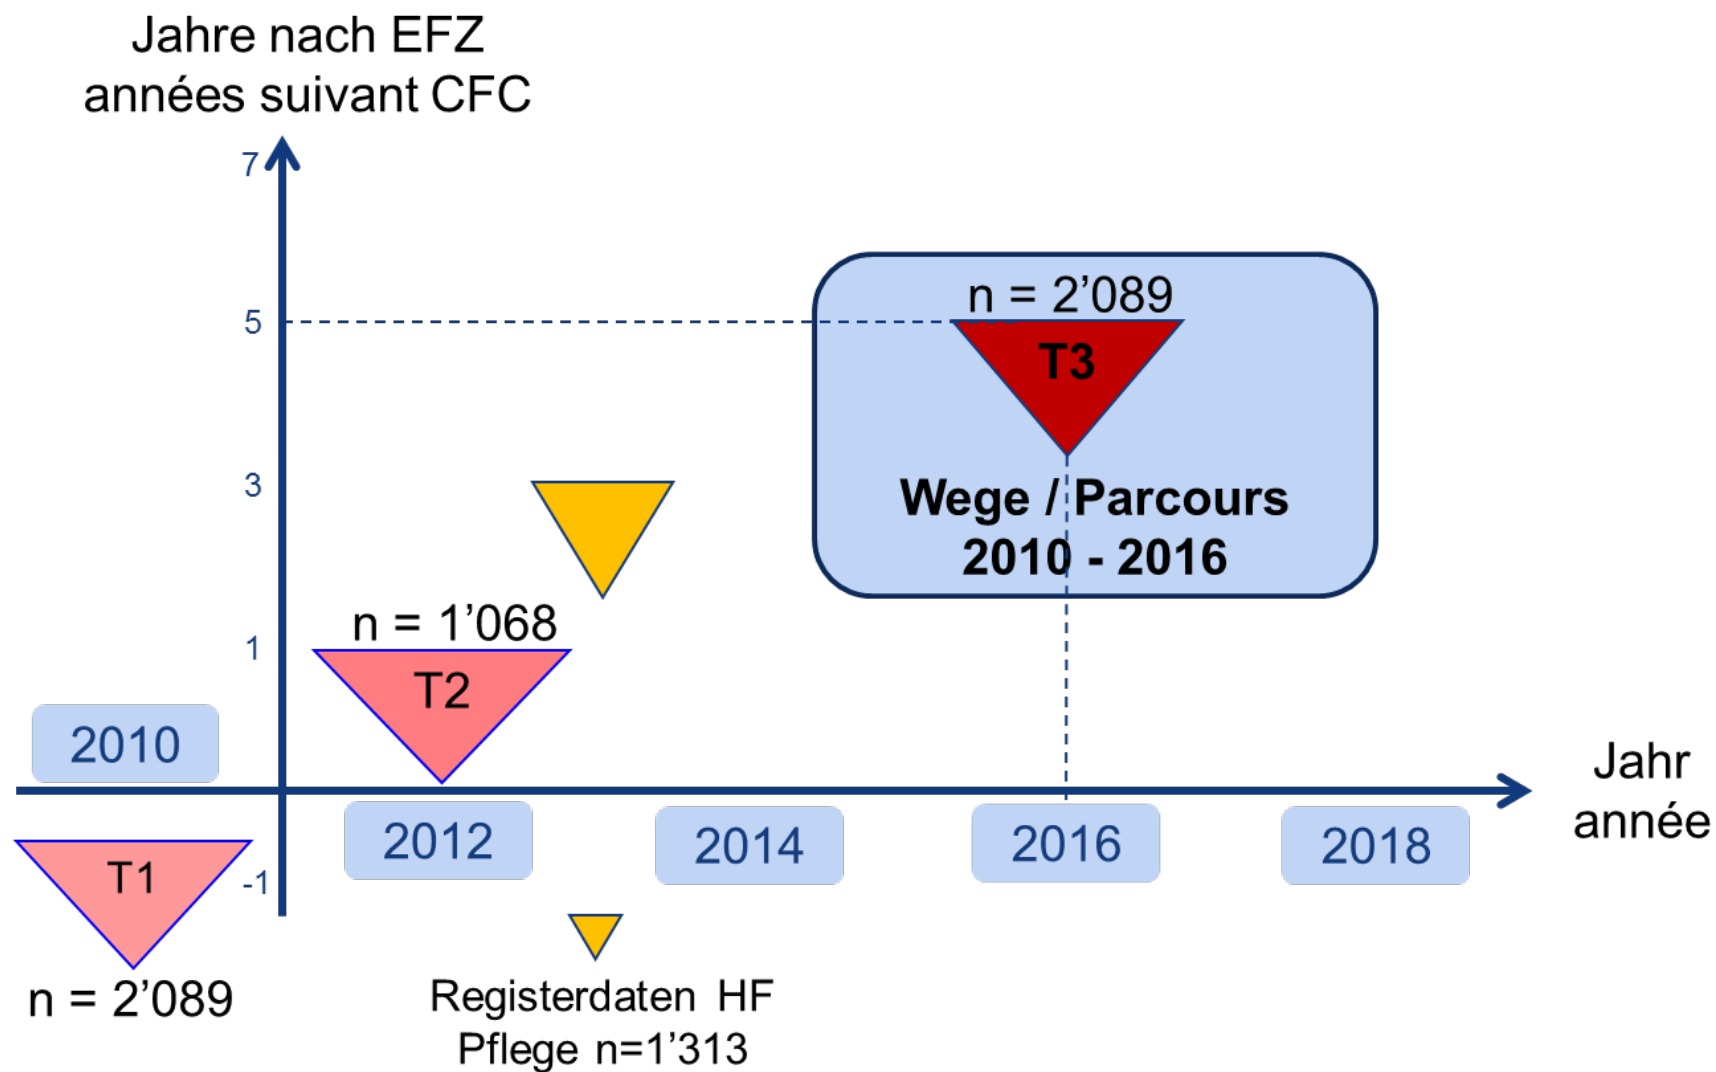 Jahre nach EFZ
années suivant CFC
7
n = 2’089
5
T3
3
Wege / Parcours
2010 - 2016
n = 1’068
1
T2
2010
Jahr
année
2012
2014
2016
2018
T1
-1
n = 2’089
Registerdaten HF
Pflege n=1’313